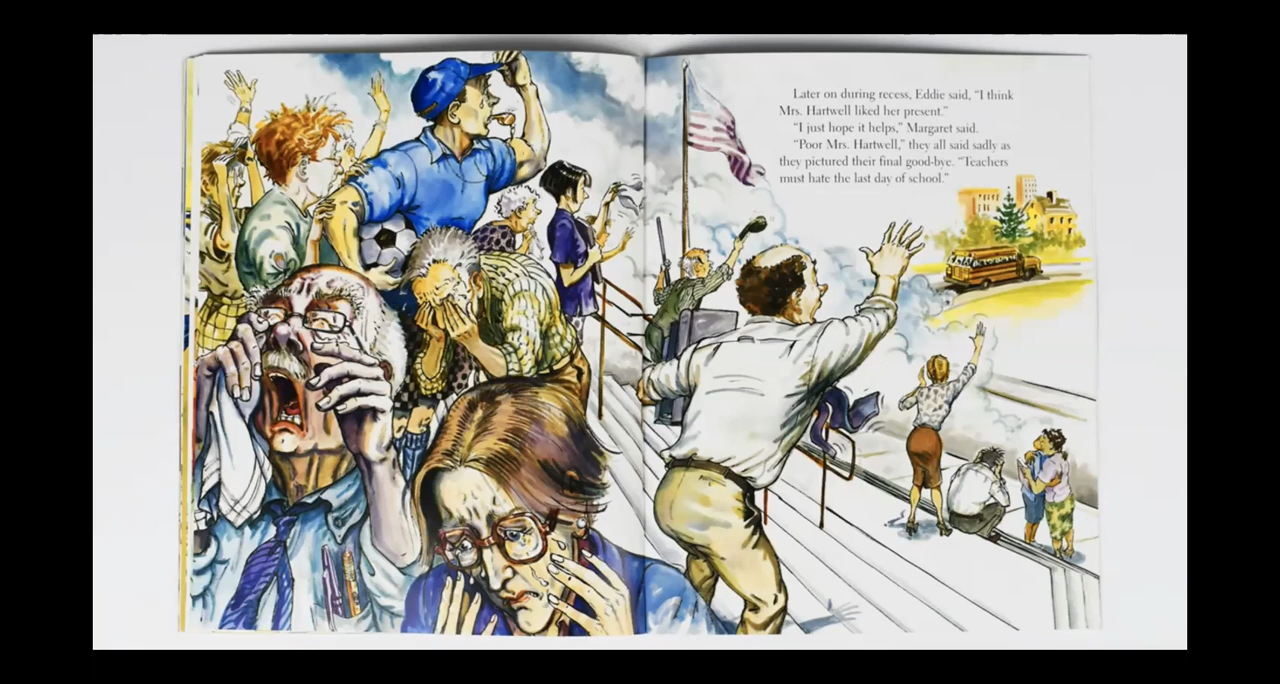 Later on during recess, Eddie said, “I think
Mrs. Hartwell liked her present.”
“I just hope it helps,” Margaret said.
“Poor Mrs. Hartwell,” they all said sadly as
they pictured their final good-bye. “Teachers
must hate the last day of school.”